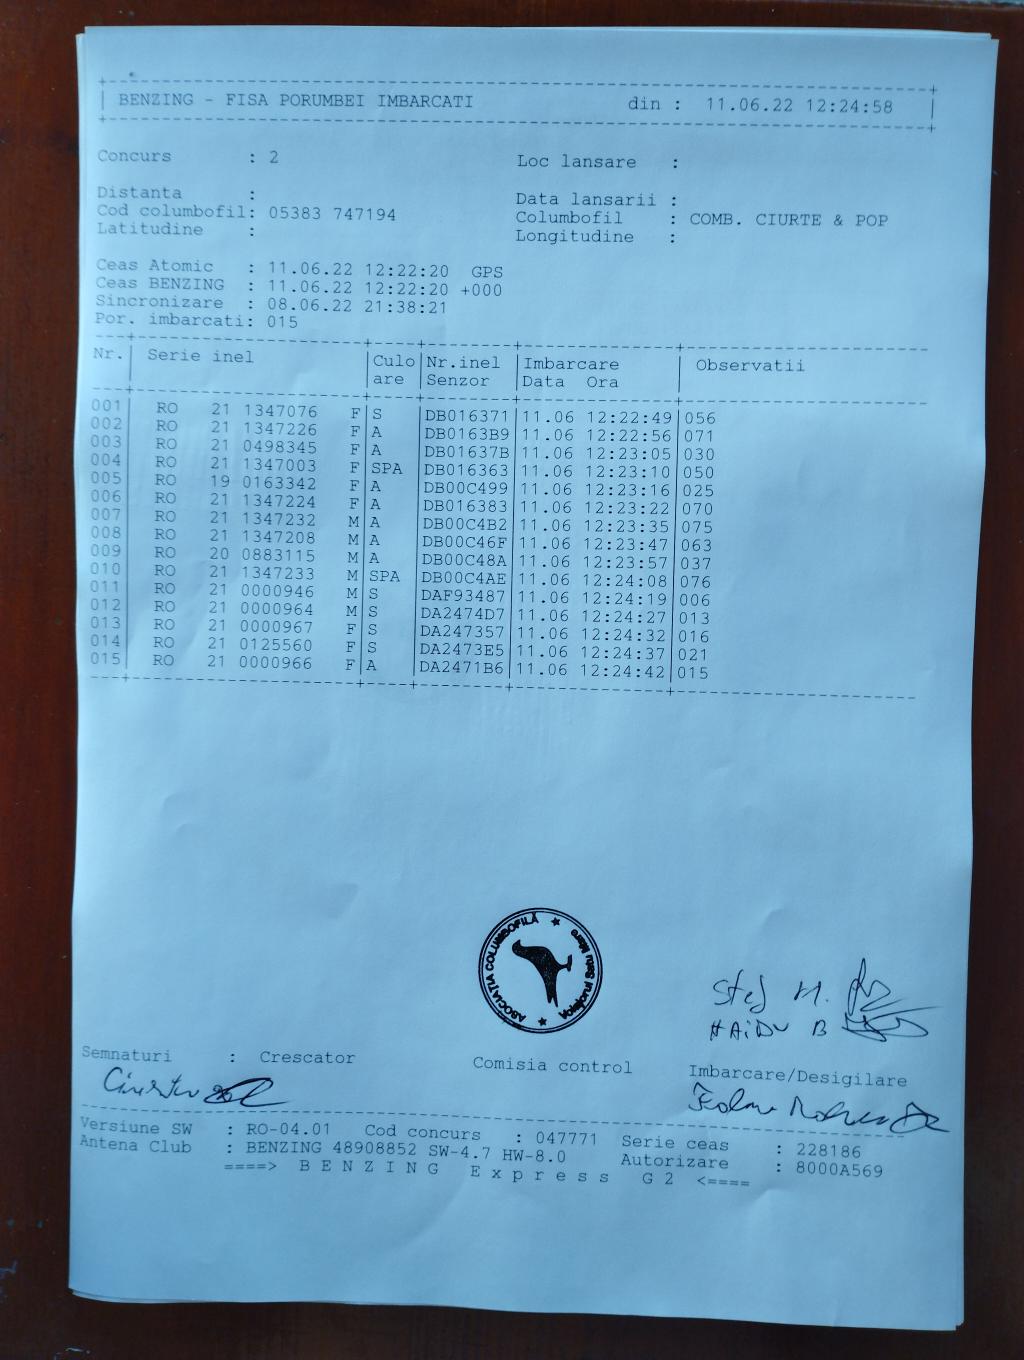 BENZING - FISA PORUMBEI IMBARCATI din : 11.06.22 12:24:58
Concurs : 2 Loc lansare :
Distanta : Data lansarii :
Cod columbofil: 05383 747194 Columbofil : COMB. CIURTE & POP
Latitudine : Longitudine :
Ceas Atomic : 11.06.22 12:22:20 GPS
Ceas BENZING : 11.06.22 12:22:20 +000
Sincronizare : 08.06.22 21:38:21
Por. imbarcati: 015
Nr. Serie inel Culo Nr.inel Imbarcare Observatii
are Senzor Data Ora
001 RO 21 1347076 F S DB016371 11.06 12:22:49 056
002 RO 21 1347226 F A DB0163B9 11.06 12:22:56 071
003 RO 21 0498345 F A DB01637B 11.06 12:23:05 030
004 RO 21 1347003 F SPA DB016363 11.06 12:23:10 050
005 RO 19 0163342 F A DB00C499 11.06 12:23:16 025
006 RO 21 1347224 F A DB016383 11.06 12:23:22 070
007 RO 21 1347232 M A DB00C4B2 11.06 12:23:35 075
008 RO 21 1347208 M A DB00C46F 11.06 12:23:47 063
009 RO 20 0883115 M A DB00C48A 11.06 12:23:57 037
010 RO 21 1347233 M SPA DB00C4AE 11.06 12:24:08 076
011 RO 21 0000946 M S DAF93487 11.06 12:24:19 006
012 RO 21 0000964 M S DA2474D7 11.06 12:24:27 013
013 RO 21 0000967 F S DA247357 11.06 12:24:32 016
014 RO 21 0125560 F S DA2473E5 11.06 12:24:37 021
015 RO 21 0000966 F A DA2471B6 11.06 12:24:42 015
ASOCIATIA COLUMBOFILĂ
Voiajorul Satu Mare
H.
HAIDU B
Semnaturi : Crescator Comisia control Imbarcare/Desigilare
Versiune SW : RO-04.01 Cod concurs : 047771 Serie ceas : 228186
Antena Club : BENZING 48908852 SW-4.7 HW-8.0 Autorizare : 8000A569
====> B E N Z I N G E x p r e s s G 2 <====